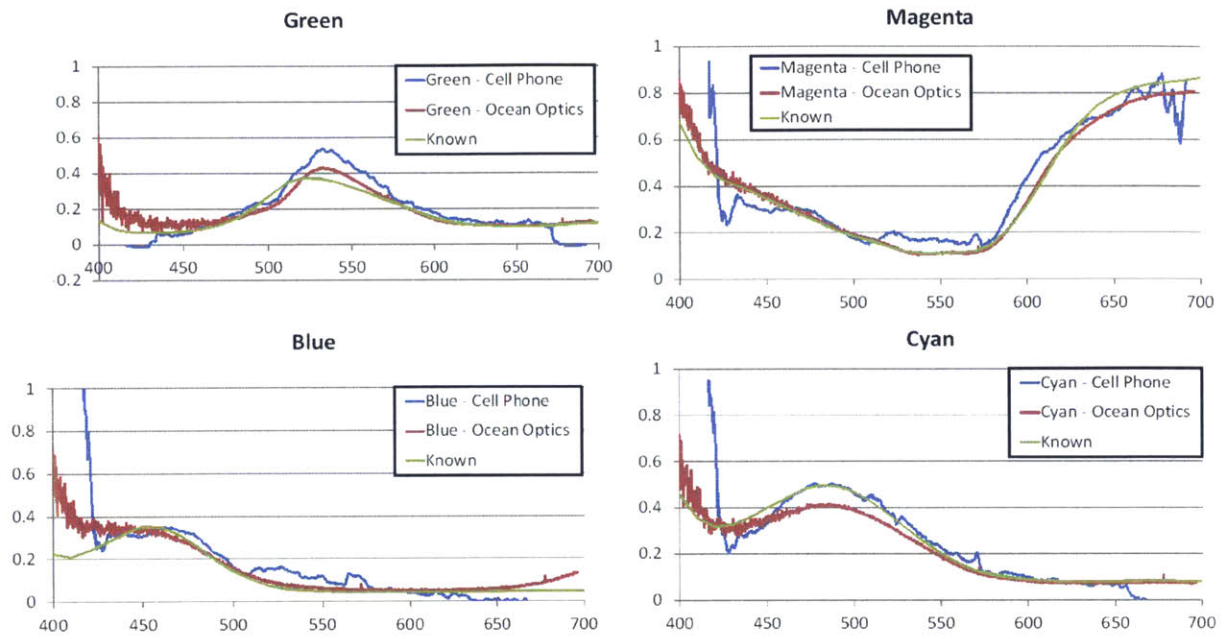 Green
1
0.8
0.6
0.4
0.2
0
-0.2
400 450 500 550 600 650 700
Green - Cell Phone
Green - Ocean Optics
Known
Magenta
1
0.8
0.6
0.4
0.2
0
400 450 500 550 600 650 700
Magenta - Cell Phone
Magenta - Ocean Optics
Known
Blue
1
0.8
0.6
0.4
0.2
0
400 450 500 550 600 650 700
Blue - Cell Phone
Blue - Ocean Optics
Known
Cyan
1
0.8
0.6
0.4
0.2
0
400 450 500 550 600 650 700
Cyan - Cell Phone
Cyan - Ocean Optics
Known